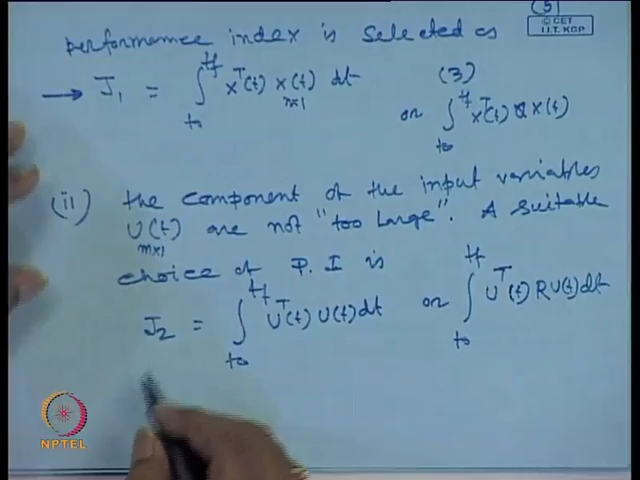 (5)
© CET
I.I.T. KGP
performance index is selected as
→ J₁ = ∫_{t₀}^{tf} x^T(t) x(t) dt (3)
n×1
or ∫_{t₀}^{tf} x^T(t) Q x(t)
(ii) the component of the input variables
U(t) are not "too large". A suitable
m×1
choice of P.I is
J₂ = ∫_{t₀}^{tf} U^T(t) U(t) dt or ∫_{t₀}^{tf} U^T(t) R U(t) dt
NPTEL